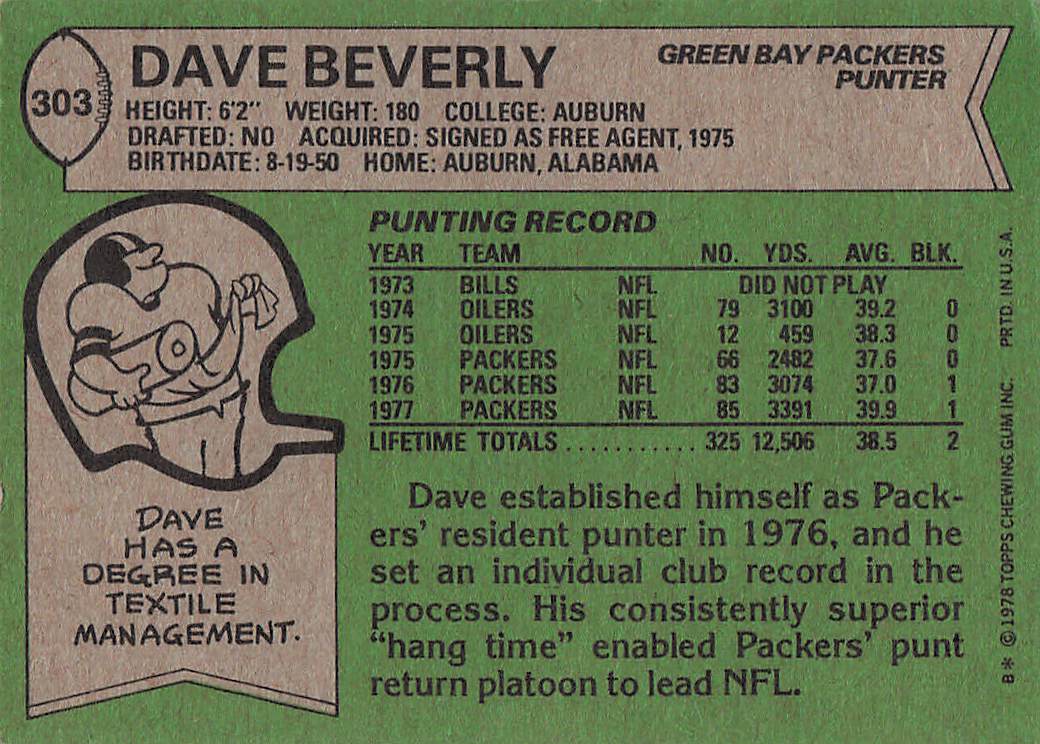 303
DAVE BEVERLY
GREEN BAY PACKERS
PUNTER
HEIGHT: 6'2" WEIGHT: 180 COLLEGE: AUBURN
DRAFTED: NO ACQUIRED: SIGNED AS FREE AGENT, 1975
BIRTHDATE: 8-19-50 HOME: AUBURN, ALABAMA
PUNTING RECORD
YEAR TEAM NO. YDS. AVG. BLK.
1973 BILLS NFL DID NOT PLAY
1974 OILERS NFL 79 3100 39.2 0
1975 OILERS NFL 12 459 38.3 0
1975 PACKERS NFL 66 2482 37.6 0
1976 PACKERS NFL 83 3074 37.0 1
1977 PACKERS NFL 85 3391 39.9 1
LIFETIME TOTALS .......... 325 12,506 38.5 2
Dave established himself as Pack-
ers' resident punter in 1976, and he
set an individual club record in the
process. His consistently superior
"hang time" enabled Packers' punt
return platoon to lead NFL.
DAVE
HAS A
DEGREE IN
TEXTILE
MANAGEMENT.
B* © 1978 TOPPS CHEWING GUM INC. PRTD. IN U.S.A.